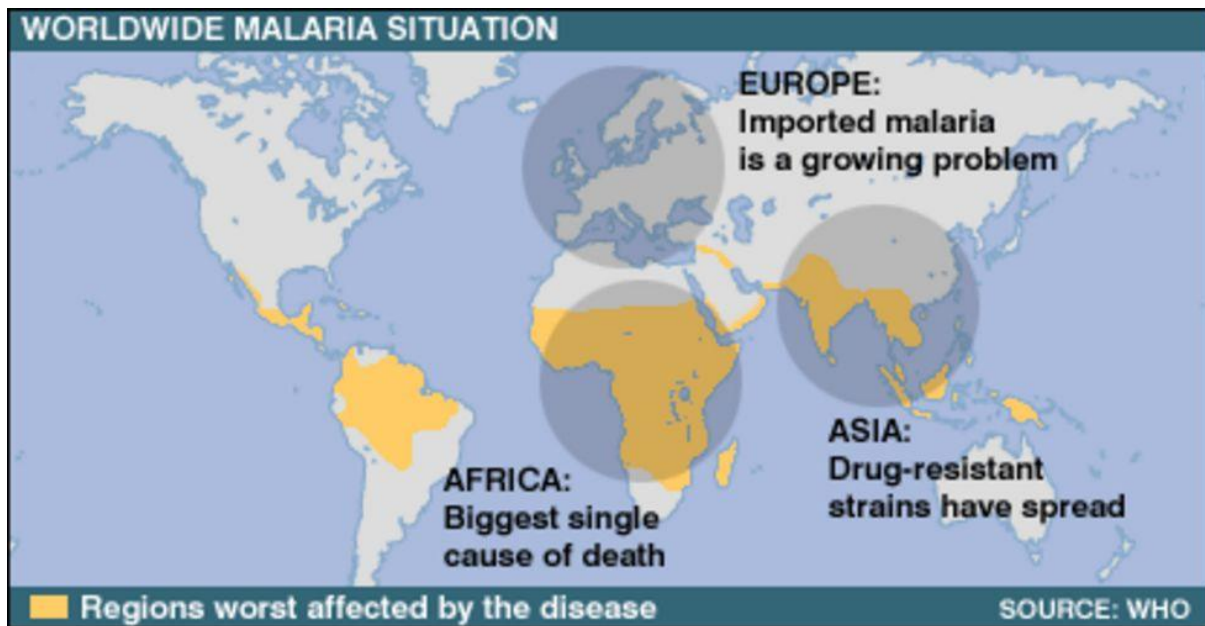 WORLDWIDE MALARIA SITUATION
EUROPE:
Imported malaria
is a growing problem
ASIA:
Drug-resistant
strains have spread
AFRICA:
Biggest single
cause of death
Regions worst affected by the disease
SOURCE: WHO